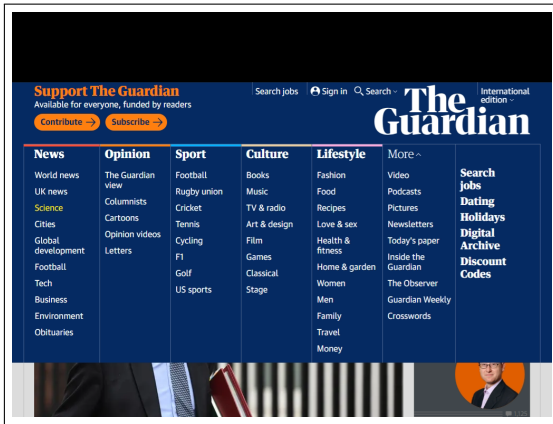 Support The Guardian
Available for everyone, funded by readers
Contribute →
Subscribe →
Search jobs
Sign in
Search
International
edition
The
Guardian
News
World news
UK news
Science
Cities
Global
development
Football
Tech
Business
Environment
Obituaries
Opinion
The Guardian
view
Columnists
Cartoons
Opinion videos
Letters
Sport
Football
Rugby union
Cricket
Tennis
Cycling
F1
Golf
US sports
Culture
Books
Music
TV & radio
Art & design
Film
Games
Classical
Stage
Lifestyle
Fashion
Food
Recipes
Love & sex
Health &
fitness
Home & garden
Women
Men
Family
Travel
Money
More
Video
Podcasts
Pictures
Newsletters
Today's paper
Inside the
Guardian
The Observer
Guardian Weekly
Crosswords
Search
jobs
Dating
Holidays
Digital
Archive
Discount
Codes